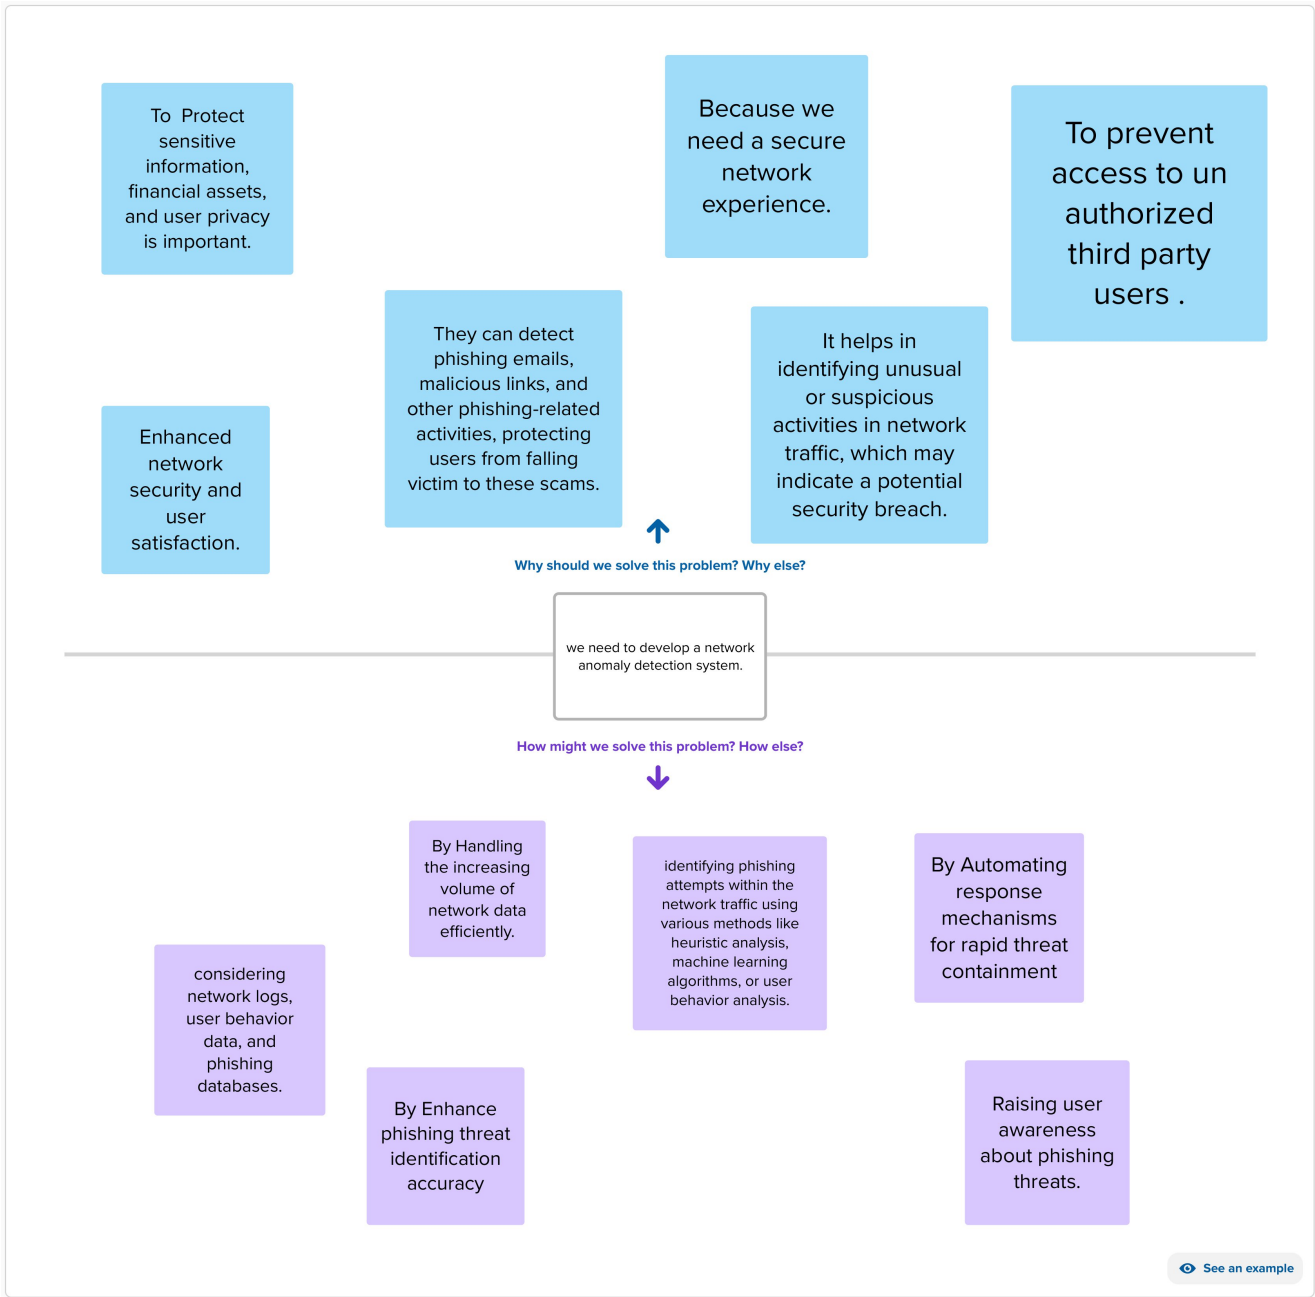 To Protect
sensitive
information,
financial assets,
and user privacy
is important.
Because we
need a secure
network
experience.
To prevent
access to un
authorized
third party
users .
They can detect
phishing emails,
malicious links, and
other phishing-related
activities, protecting
users from falling
victim to these scams.
It helps in
identifying unusual
or suspicious
activities in network
traffic, which may
indicate a potential
security breach.
Enhanced
network
security and
user
satisfaction.
Why should we solve this problem? Why else?
we need to develop a network
anomaly detection system.
How might we solve this problem? How else?
By Handling
the increasing
volume of
network data
efficiently.
identifying phishing
attempts within the
network traffic using
various methods like
heuristic analysis,
machine learning
algorithms, or user
behavior analysis.
By Automating
response
mechanisms
for rapid threat
containment
considering
network logs,
user behavior
data, and
phishing
databases.
By Enhance
phishing threat
identification
accuracy
Raising user
awareness
about phishing
threats.
See an example